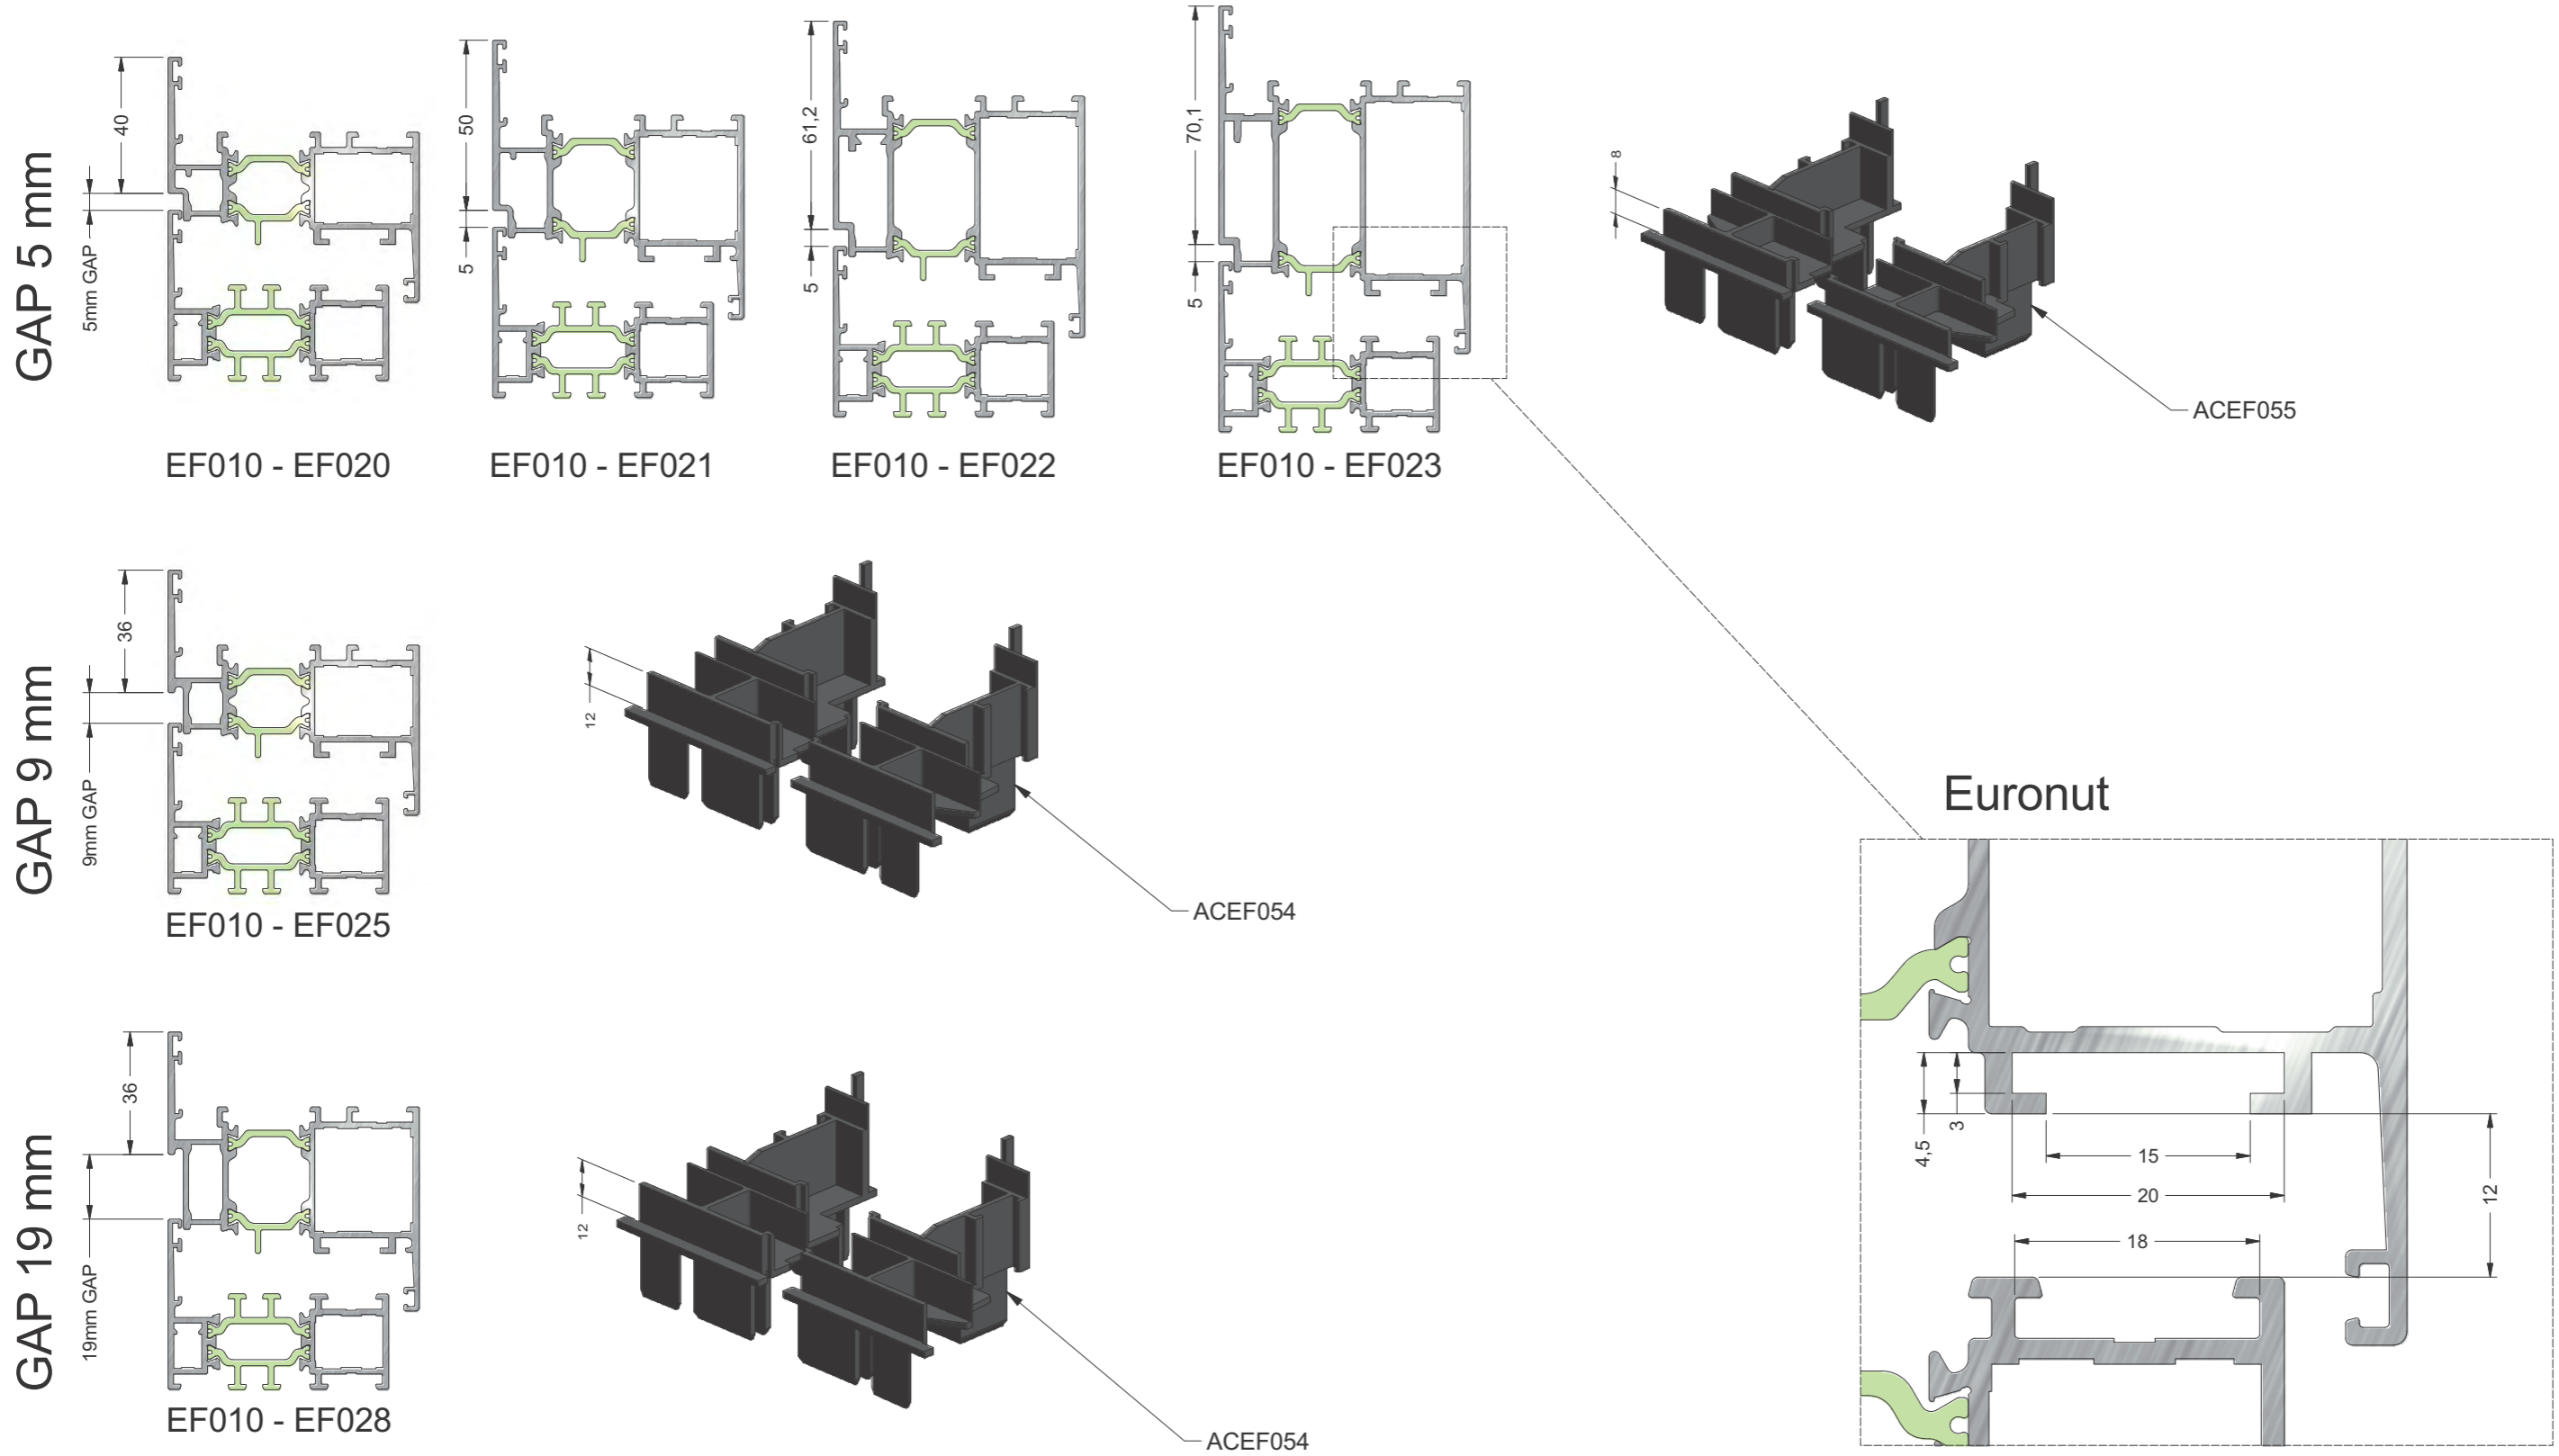 GAP 5 mm
40
5mm GAP
EF010 - EF020
50
5
EF010 - EF021
61,2
5
EF010 - EF022
70,1
5
EF010 - EF023
8
ACEF055
GAP 9 mm
36
9mm GAP
EF010 - EF025
12
ACEF054
GAP 19 mm
36
19mm GAP
EF010 - EF028
12
ACEF054
Euronut
4,5
3
15
20
18
12